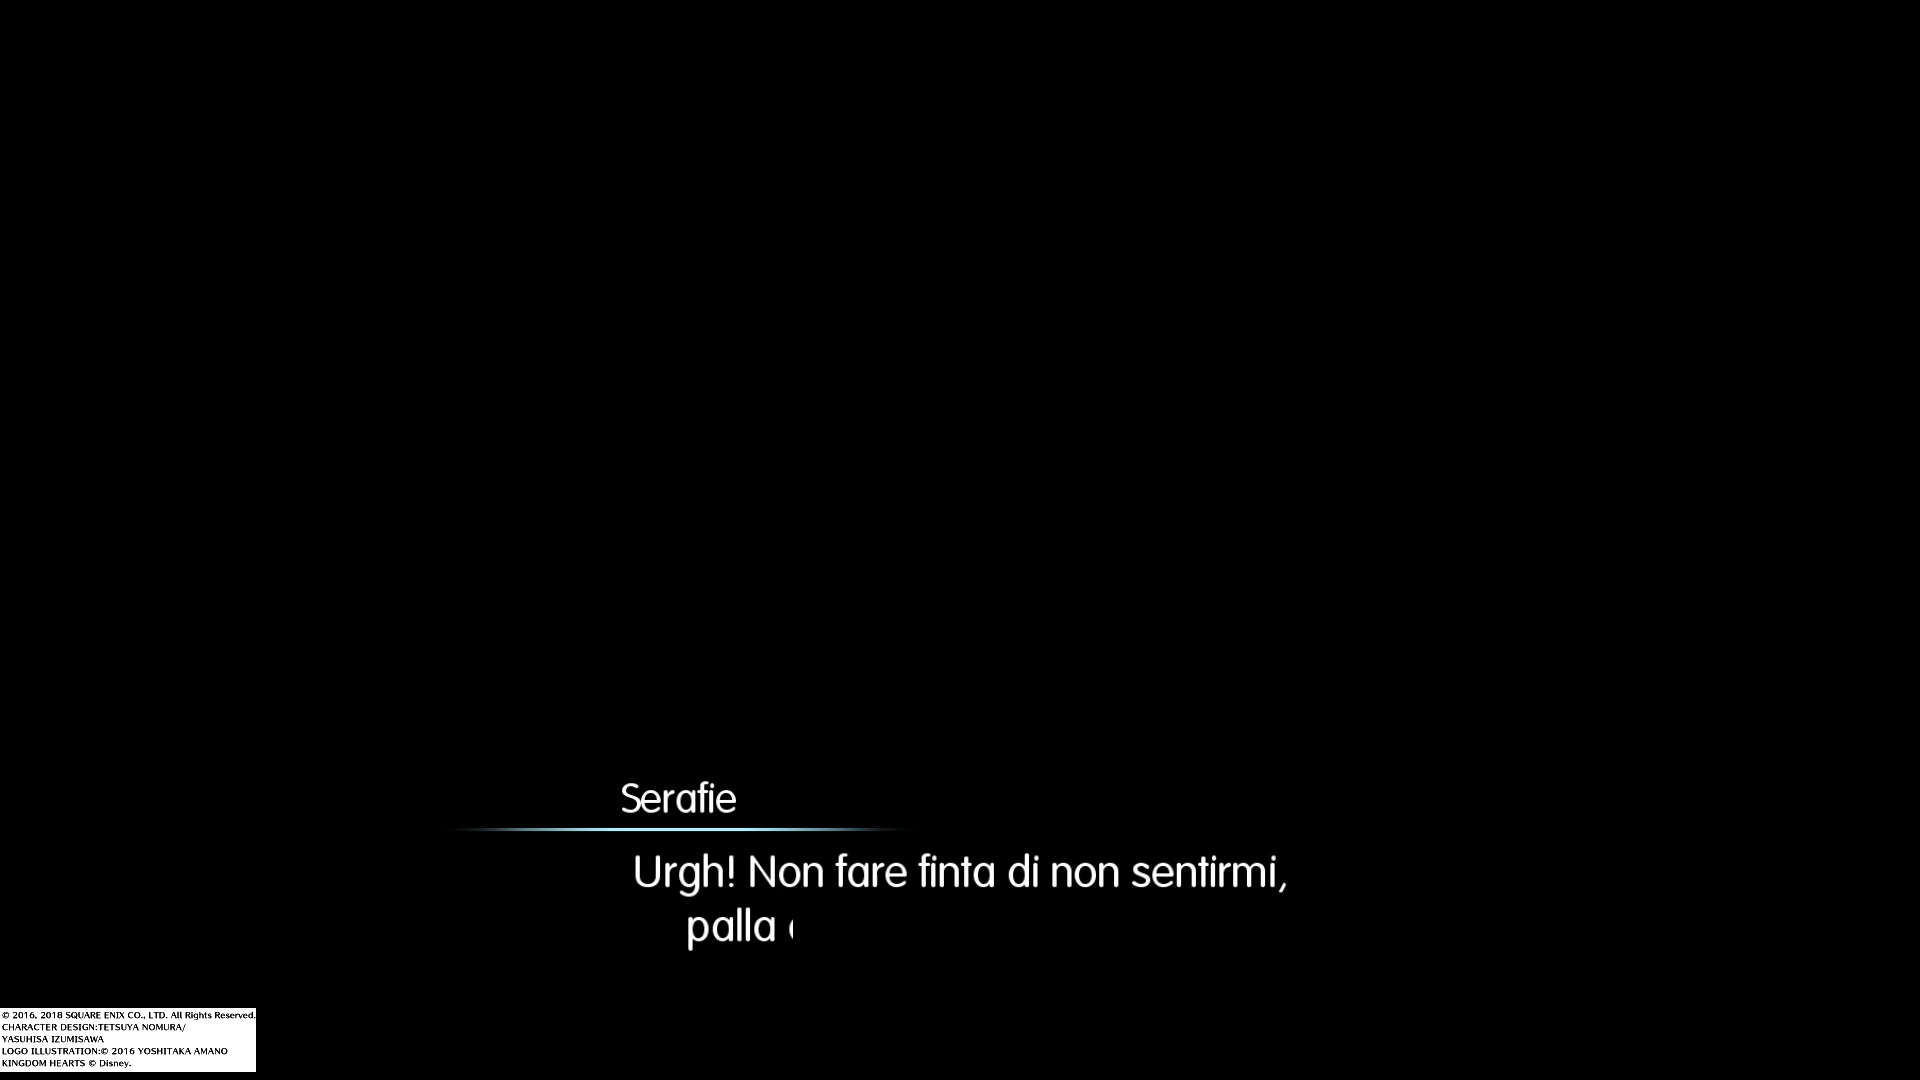 Serafie
Urgh! Non fare finta di non sentirmi,
palla
© 2016, 2018 SQUARE ENIX CO., LTD. All Rights Reserved.
CHARACTER DESIGN:TETSUYA NOMURA/
YASUHISA IZUMISAWA
LOGO ILLUSTRATION:© 2016 YOSHITAKA AMANO
KINGDOM HEARTS © Disney.